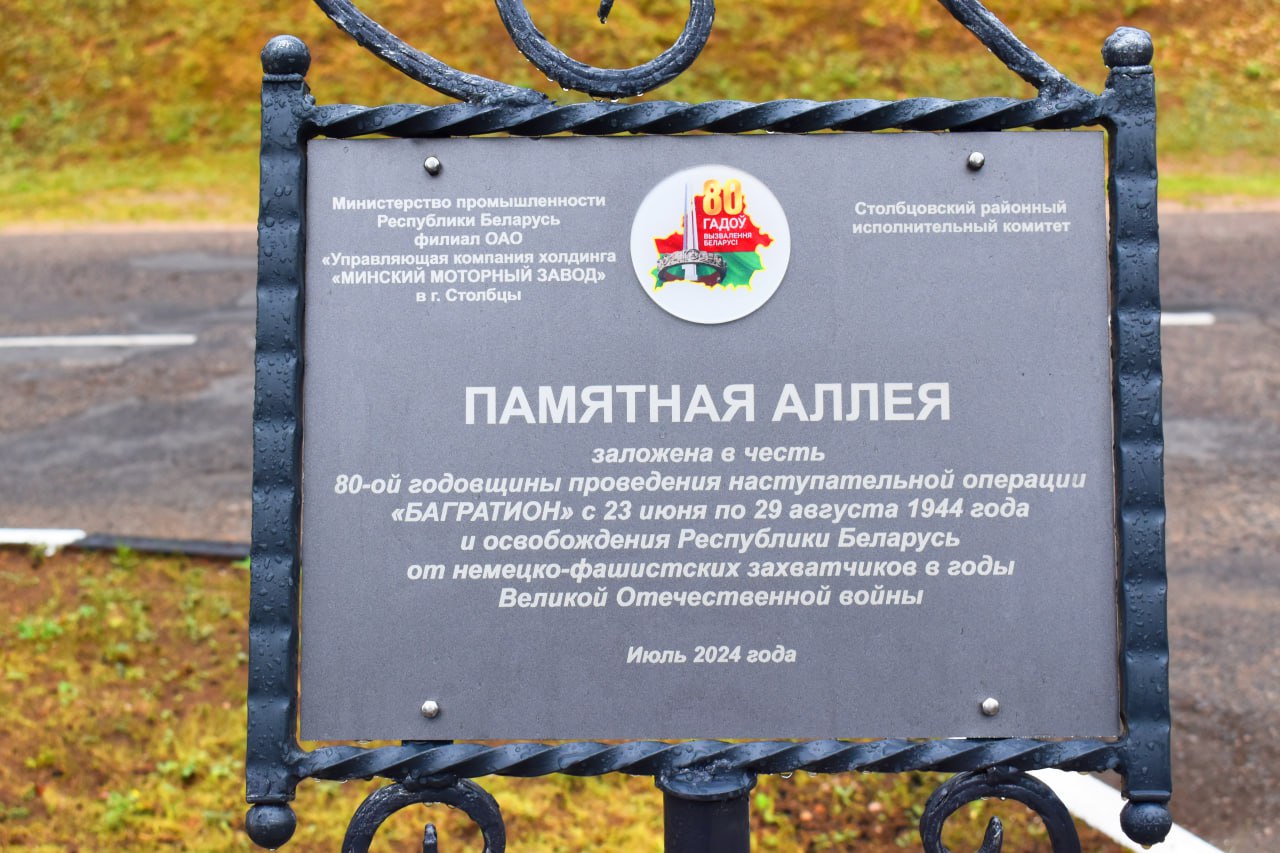 Министерство промышленности
Республики Беларусь
филиал ОАО
«Управляющая компания холдинга
«МИНСКИЙ МОТОРНЫЙ ЗАВОД»
в г. Столбцы
80
ГАДОЎ
ВЫЗВАЛЕННЯ
БЕЛАРУСІ
Столбцовский районный
исполнительный комитет
ПАМЯТНАЯ АЛЛЕЯ
заложена в честь
80-ой годовщины проведения наступательной операции
«БАГРАТИОН» с 23 июня по 29 августа 1944 года
и освобождения Республики Беларусь
от немецко-фашистских захватчиков в годы
Великой Отечественной войны
Июль 2024 года